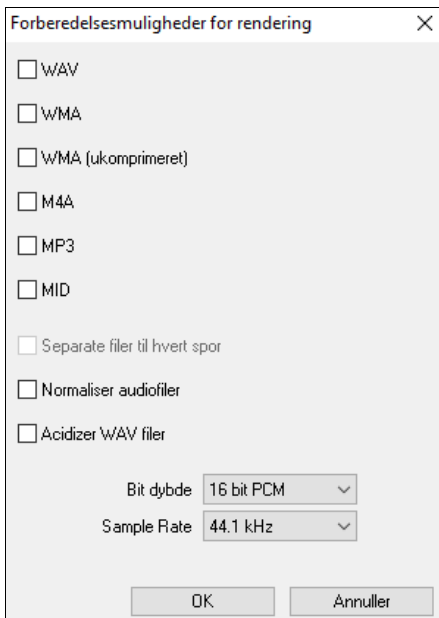 Forberedelsesmuligheder for rendering
WAV
WMA
WMA (ukomprimeret)
M4A
MP3
MID
Separate filer til hvert spor
Normaliser audiofiler
Acidizer WAV filer
Bit dybde 16 bit PCM
Sample Rate 44.1 kHz
OK Annuller